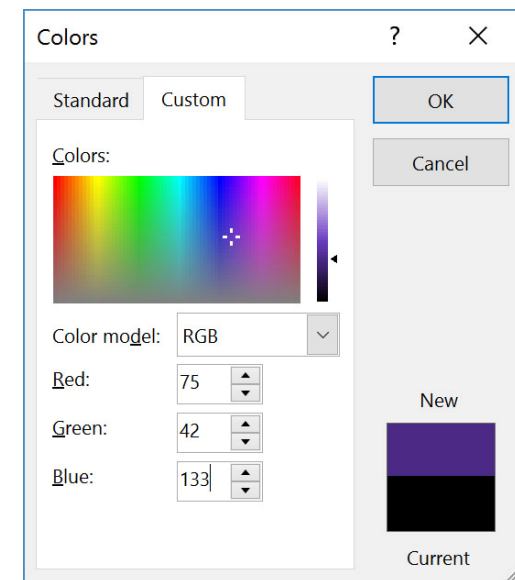 Colors ? X
Standard Custom OK
Colors: Cancel
Color model: RGB
Red: 75
Green: 42
Blue: 133
New
Current